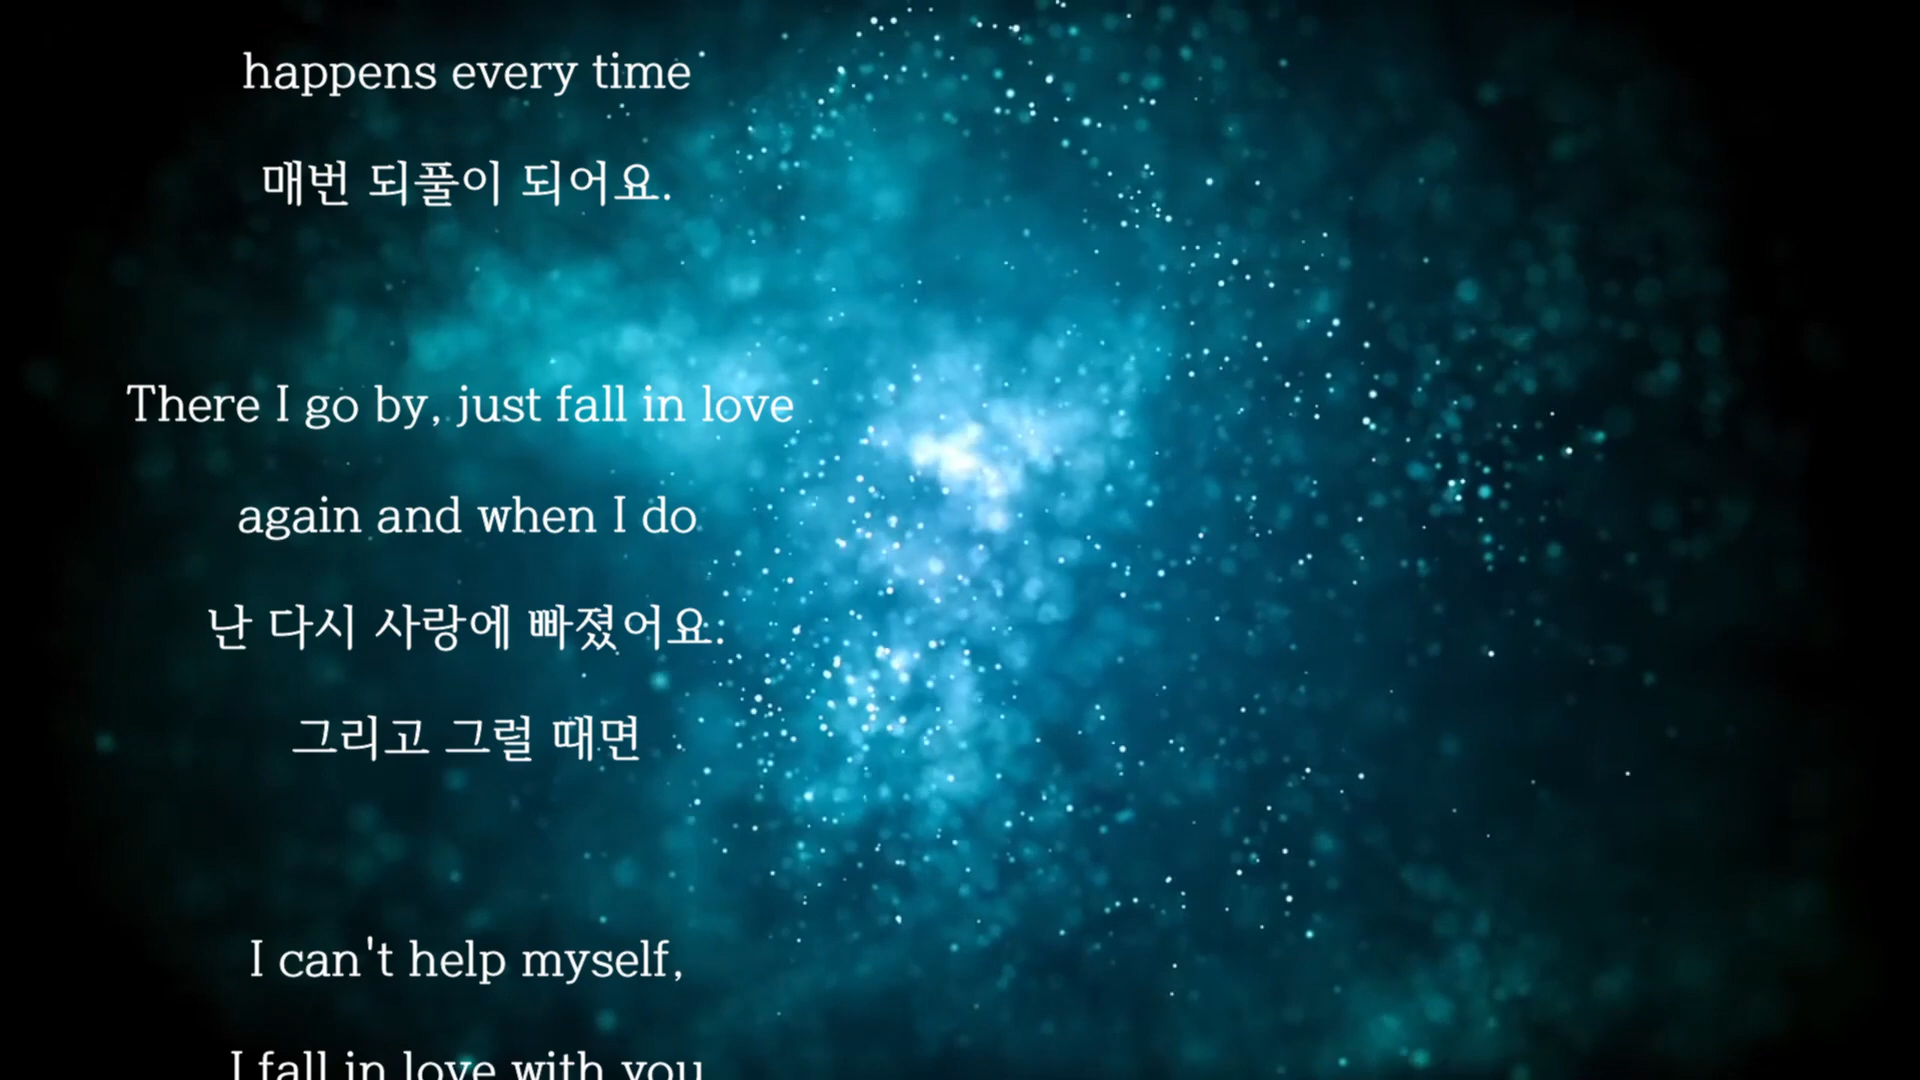 happens every time
매번 되풀이 되어요.
There I go by, just fall in love
again and when I do
난 다시 사랑에 빠졌어요.
그리고 그럴 때면
I can't help myself,
I fall in love with you